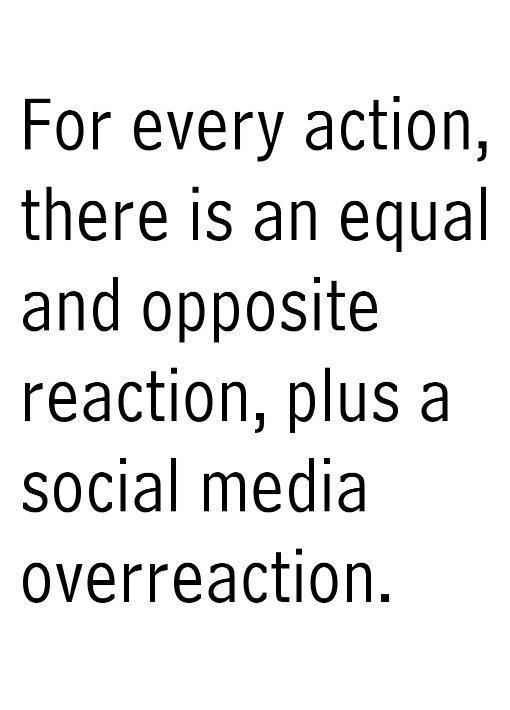 For every action,
there is an equal
and opposite
reaction, plus a
social media
overreaction.